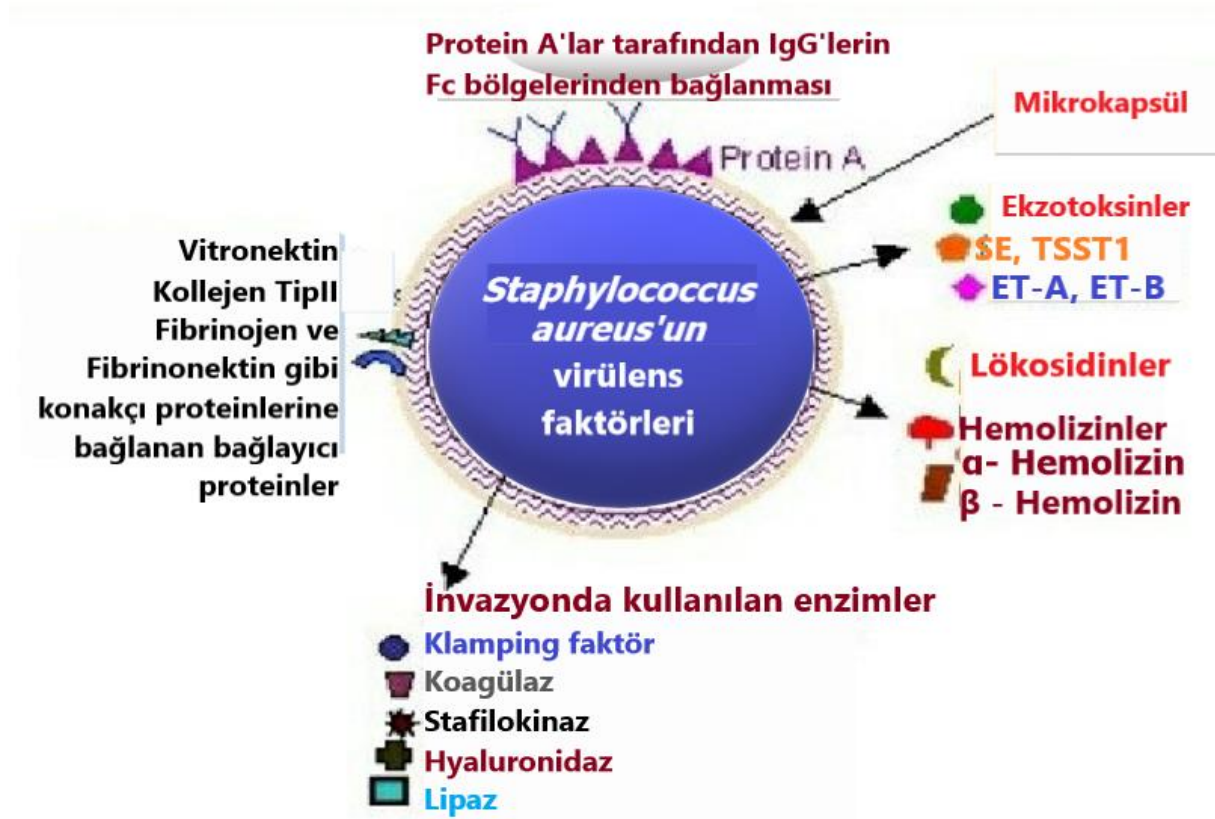 Protein A'lar tarafından IgG'lerin
Fc bölgelerinden bağlanması
Mikrokapsül
Protein A
Ekzotoksinler
SE, TSST1
ET-A, ET-B
Vitronektin
Kollejen TipII
Fibrinojen ve
Fibrinonektin gibi
konakçı proteinlerine
bağlanan bağlayıcı
proteinler
Staphylococcus
aureus'un
virülens
faktörleri
Lökosidinler
Hemolizinler
α- Hemolizin
β - Hemolizin
İnvazyonda kullanılan enzimler
Klamping faktör
Koagülaz
Stafilokinaz
Hyaluronidaz
Lipaz